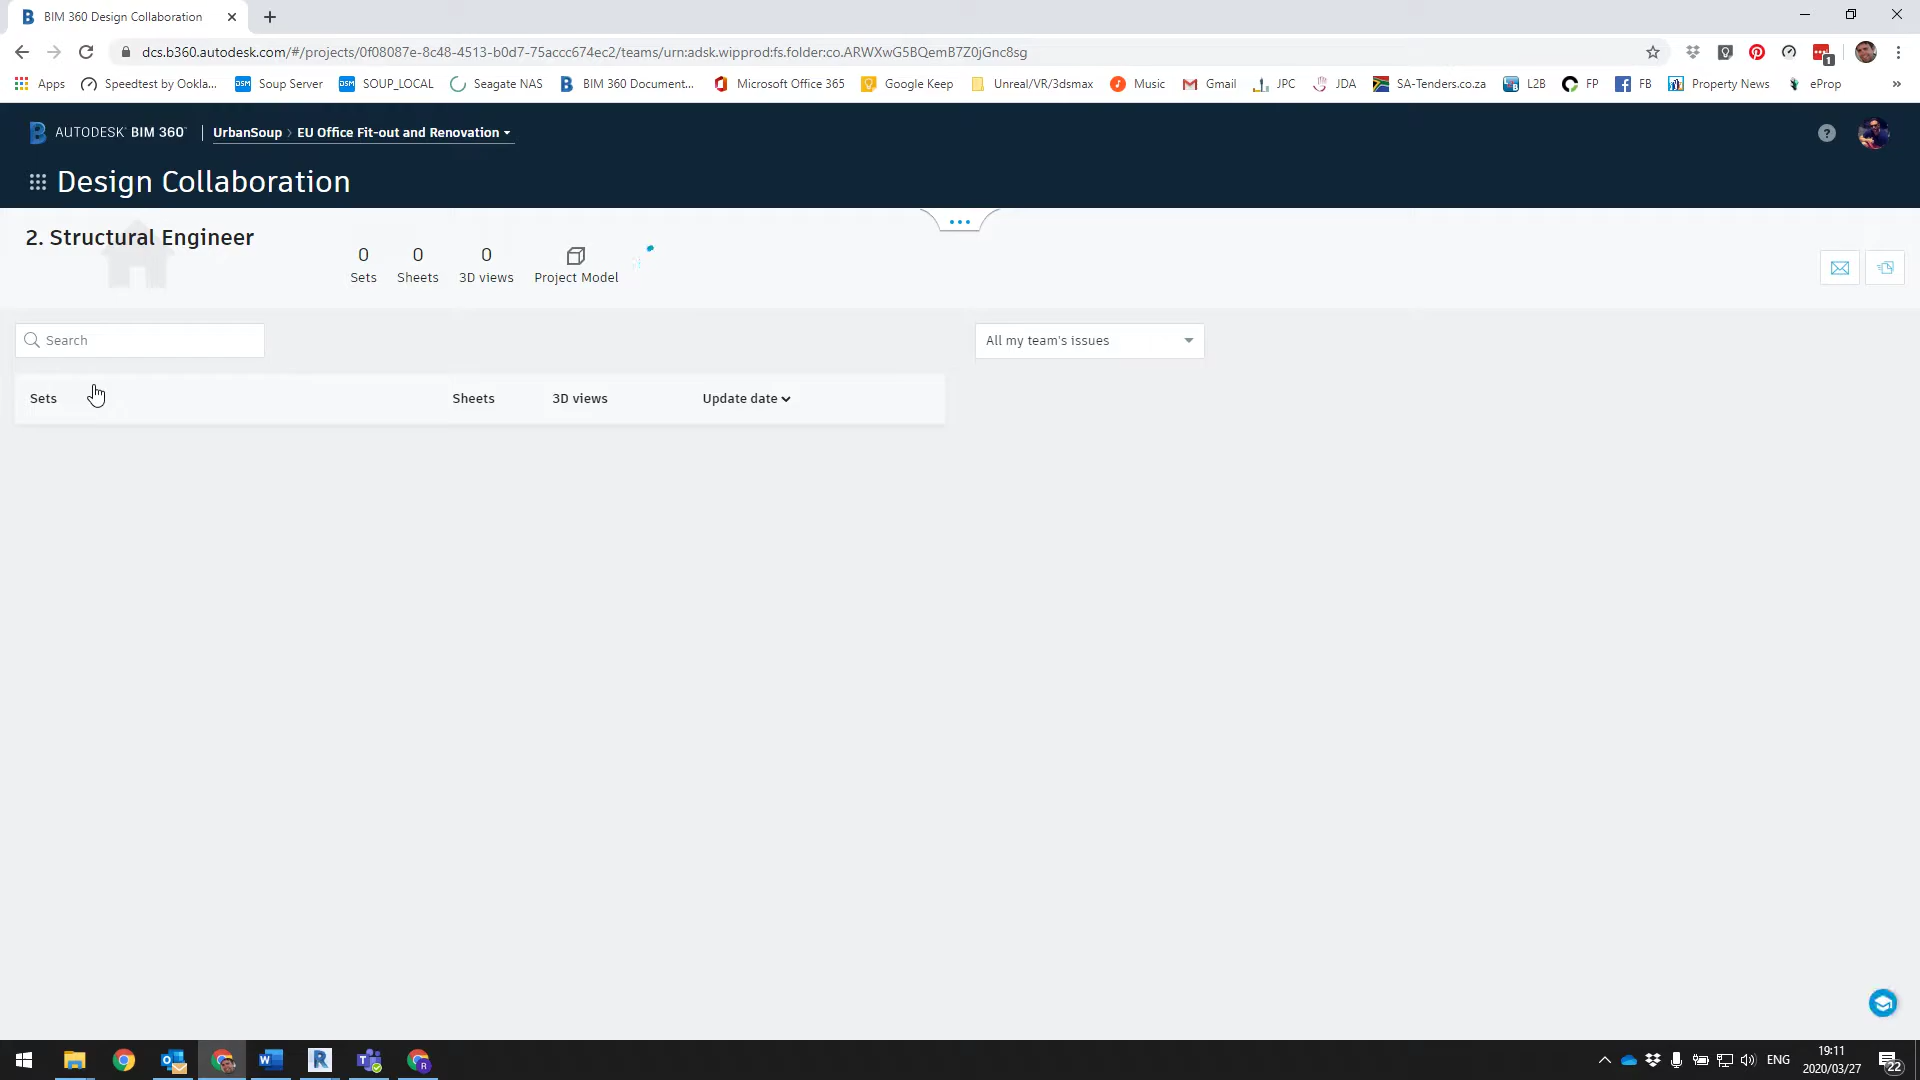 BIM 360 Design Collaboration
dcs.b360.autodesk.com/#/projects/0f08087e-8c48-4513-b0d7-75accc674ec2/teams/urn:adsk.wipprod:fs.folder:co.ARWXwG5BQemB7Z0jGnc8sg
1
Apps Speedtest by Ookla... Soup Server SOUP_LOCAL Seagate NAS BIM 360 Document... Microsoft Office 365 Google Keep Unreal/VR/3dsmax Music Gmail JPC JDA SA-Tenders.co.za L2B FP FB Property News eProp »
AUTODESK® BIM 360™ UrbanSoup › EU Office Fit-out and Renovation
Design Collaboration
2. Structural Engineer
0 0 0
Sets Sheets 3D views Project Model
Search
All my team's issues
Sets Sheets 3D views Update date
ENG
19:11
2020/03/27
22